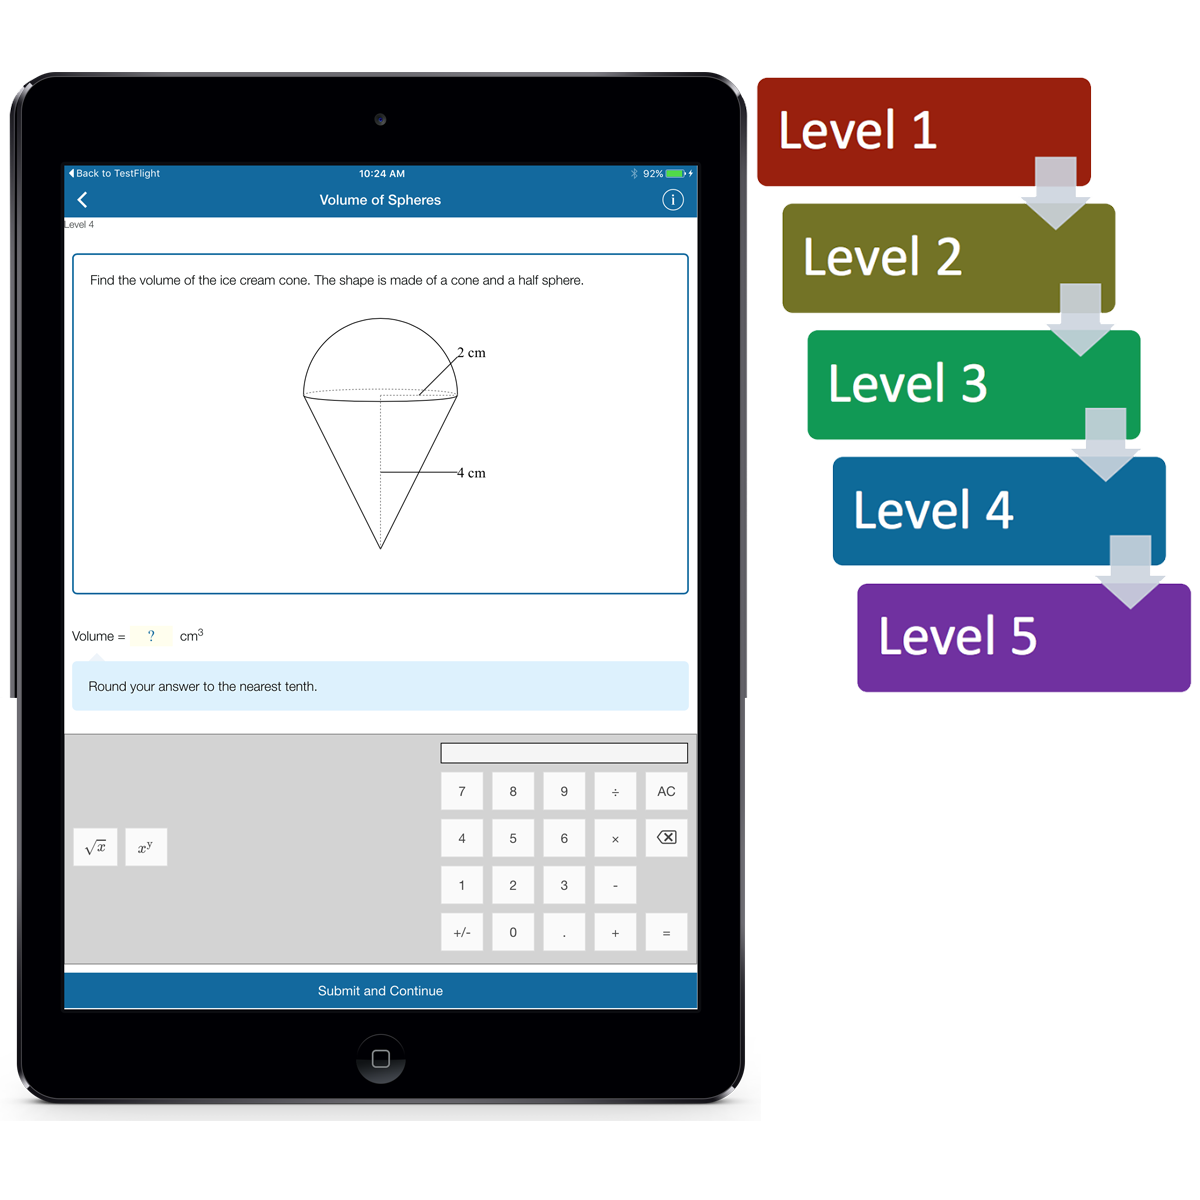 Back to TestFlight
10:24 AM
92%
Volume of Spheres
i
Level 4
Find the volume of the ice cream cone. The shape is made of a cone and a half sphere.
2 cm
4 cm
Volume = ? cm³
Round your answer to the nearest tenth.
7 8 9 ÷ AC
4 5 6 ×
√x xʸ
1 2 3 -
+/- 0 . + =
Submit and Continue
Level 1
Level 2
Level 3
Level 4
Level 5